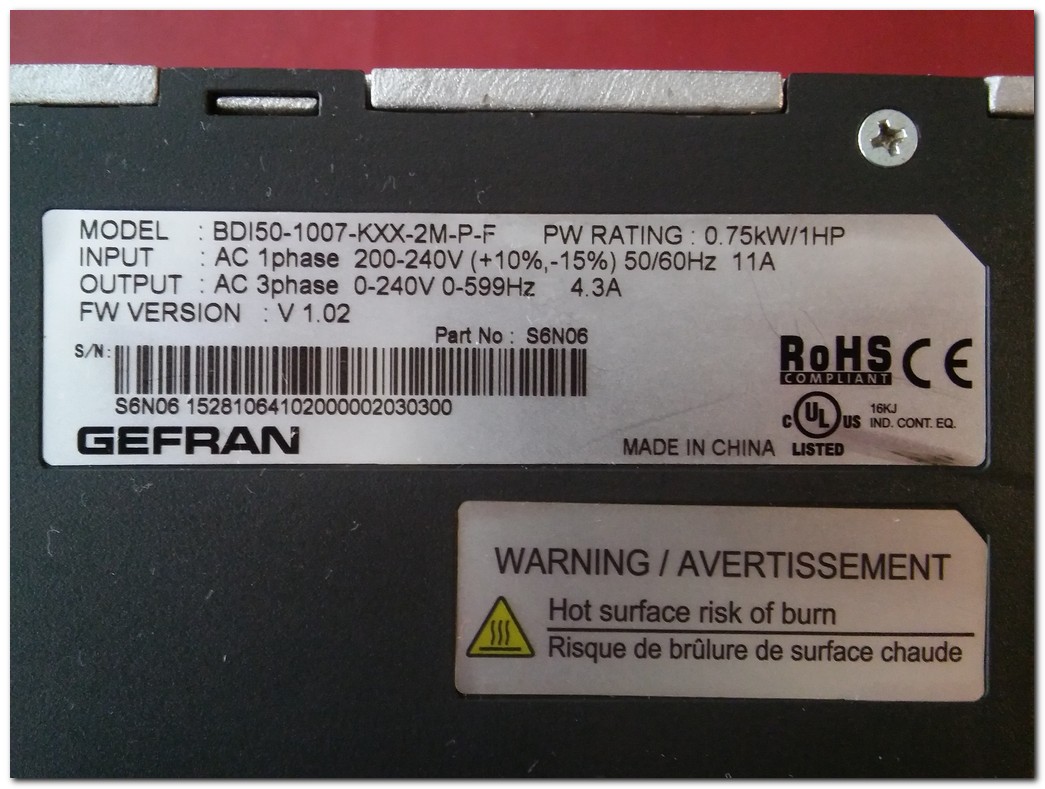 MODEL : BDI50-1007-KXX-2M-P-F PW RATING : 0.75kW/1HP
INPUT : AC 1phase 200-240V (+10%,-15%) 50/60Hz 11A
OUTPUT : AC 3phase 0-240V 0-599Hz 4.3A
FW VERSION : V 1.02
Part No : S6N06
S/N:
S6N06 15281064102000002030300
GEFRAN
MADE IN CHINA
RoHS
COMPLIANT
CE
C UL US
LISTED
16KJ
IND. CONT. EQ.
WARNING / AVERTISSEMENT
Hot surface risk of burn
Risque de brûlure de surface chaude